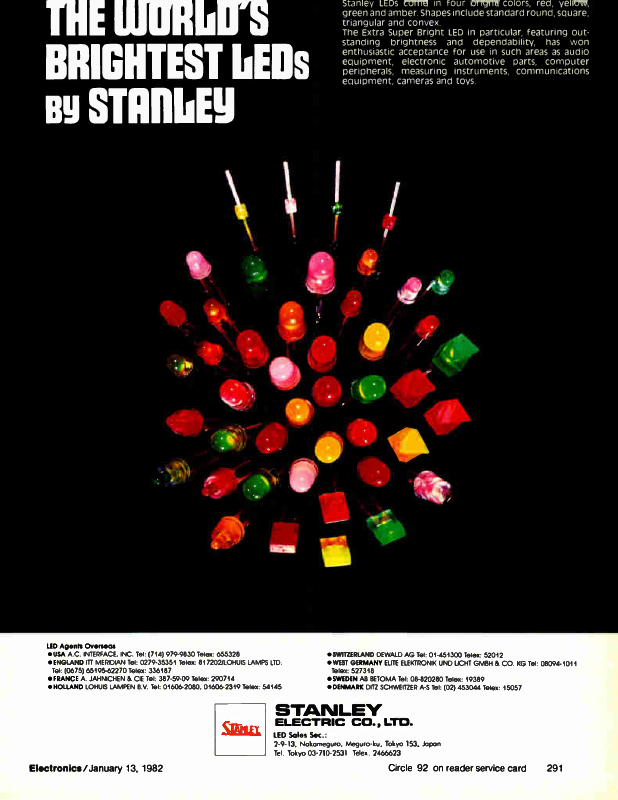 THE WORLD'S
BRIGHTEST LEDs
BY STANLEY
Stanley LEDs come in four bright colors, red, yellow,
green and amber. Shapes include standard round, square,
triangular and convex.
The Extra Super Bright LED in particular, featuring out-
standing brightness and dependability, has won
enthusiastic acceptance for use in such areas as audio
equipment, electronic automotive parts, computer
peripherals, measuring instruments, communications
equipment, cameras and toys.
LED Agents Overseas
●USA A.C. INTERFACE, INC. Tel: (714) 979-9830 Telex: 655328
●ENGLAND ITT MERIDIAN Tel: 0279-35351 Telex: 817202/LOHUIS LAMPS LTD.
Tel: (0675) 65195-62270 Telex: 336187
●FRANCE A. JAHNICHEN & CIE Tel: 387-59-09 Telex: 290714
●HOLLAND LOHUIS LAMPEN B.V. Tel: 01606-2080, 01606-2319 Telex: 54145
●SWITZERLAND DEWALD AG Tel: 01-451300 Telex: 52012
●WEST GERMANY ELITE ELEKTRONIK UND LICHT GMBH & CO. KG Tel: 08094-1011
Telex: 527318
●SWEDEN AB BETOMA Tel: 08-820280 Telex: 19389
●DENMARK DITZ SCHWEITZER A-S Tel: (02) 453044 Telex: 15057
STANLEY
STANLEY
ELECTRIC CO., LTD.
LED Sales Sec.:
2-9-13, Nakameguro, Meguro-ku, Tokyo 153, Japan
Tel. Tokyo 03-710-2531 Telex. 2466623
Electronics/January 13, 1982
Circle 92 on reader service card 291